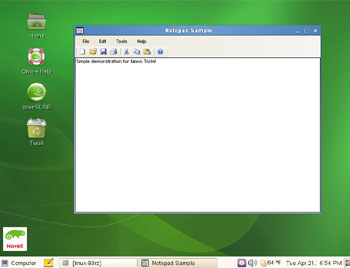 Notepad Sample
File Edit Tools Help
Simple demonstration for Mono Tools!
Home
Online Help
openSUSE
Trash
Novell
Computer
[linux-93rz]
Notepad Sample
64 °F
Tue Apr 21, 6:54 PM